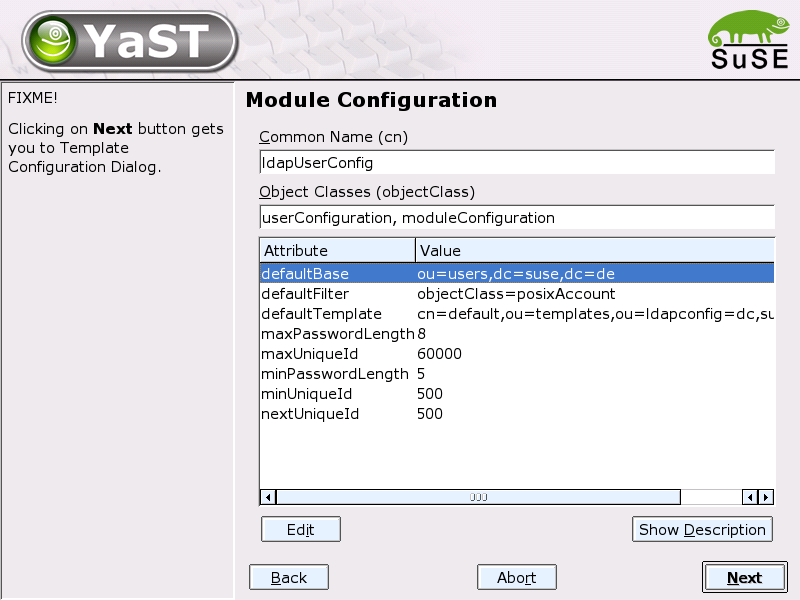 YaST
SuSE
FIXME!
Clicking on Next button gets
you to Template
Configuration Dialog.
Module Configuration
Common Name (cn)
ldapUserConfig
Object Classes (objectClass)
userConfiguration, moduleConfiguration
Attribute Value
defaultBase ou=users,dc=suse,dc=de
defaultFilter objectClass=posixAccount
defaultTemplate cn=default,ou=templates,ou=ldapconfig=dc,su
maxPasswordLength 8
maxUniqueId 60000
minPasswordLength 5
minUniqueId 500
nextUniqueId 500
Edit Show Description
Back Abort Next